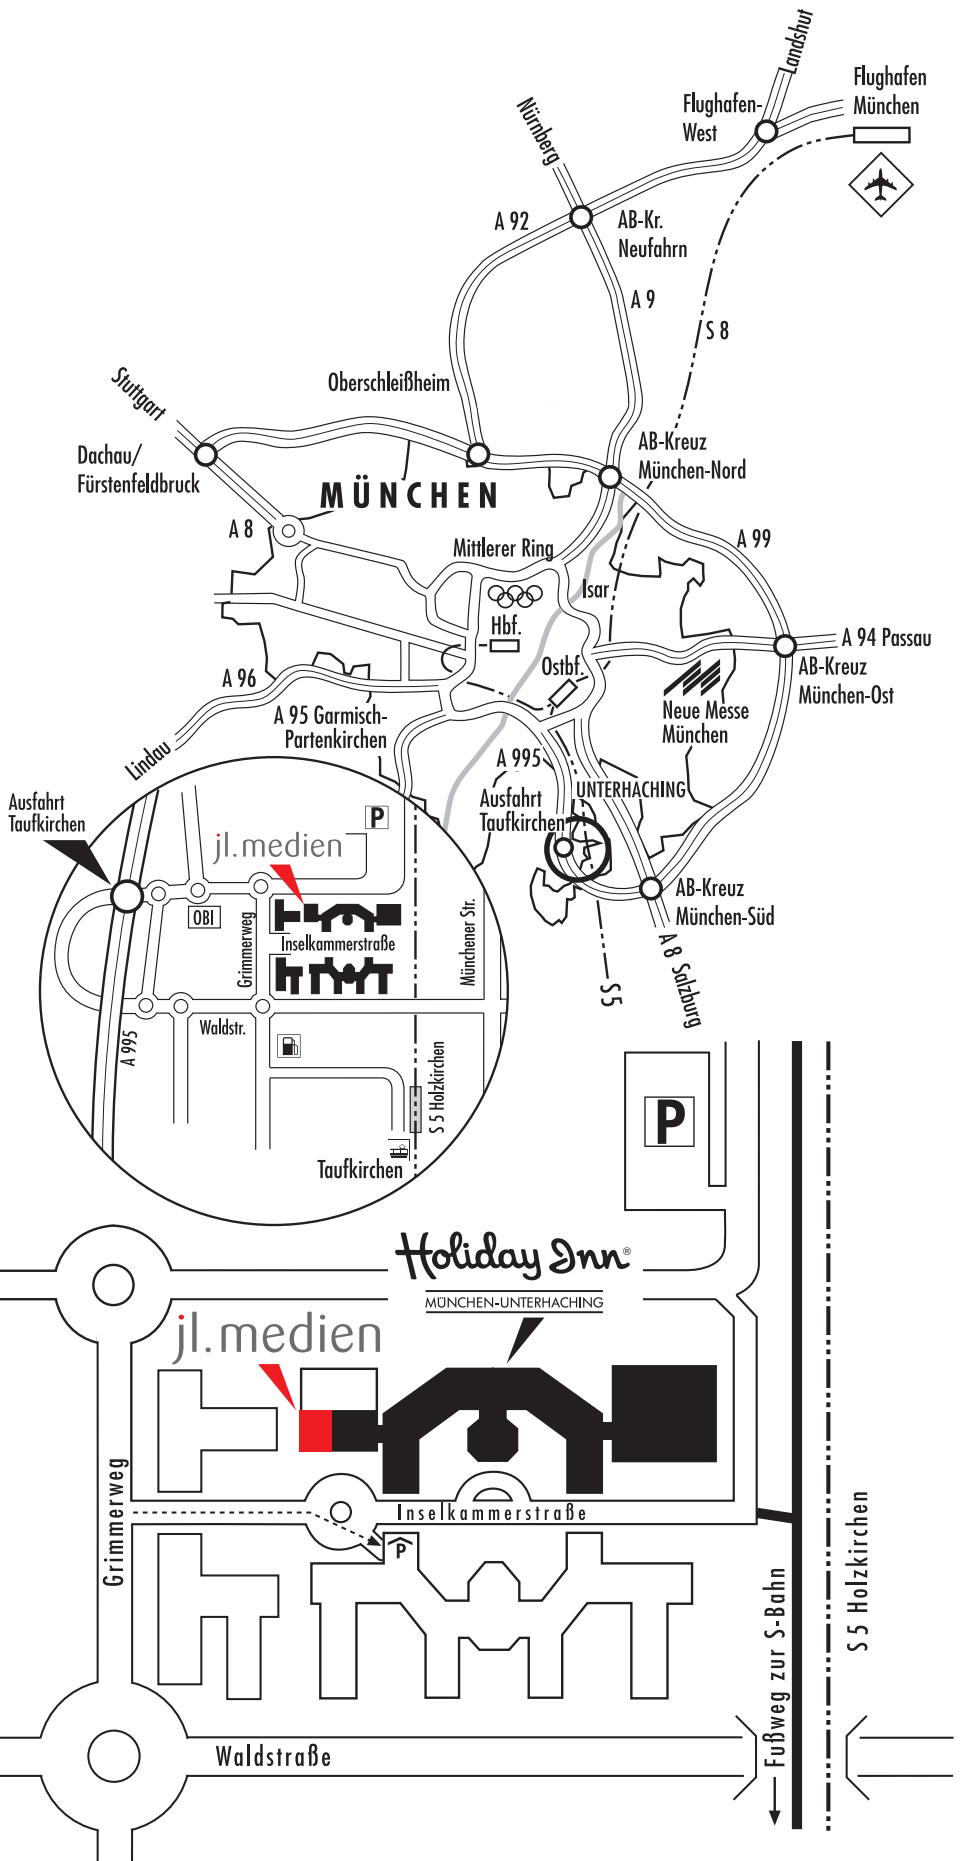 Landshut
Flughafen
München
Flughafen-
West
Nürnberg
A 92
AB-Kr.
Neufahrn
A 9
S 8
Oberschleißheim
Stuttgart
Dachau/
Fürstenfeldbruck
AB-Kreuz
München-Nord
MÜNCHEN
A 8
A 99
Mittlerer Ring
Isar
Hbf.
A 94 Passau
Ostbf.
AB-Kreuz
München-Ost
A 96
Neue Messe
München
A 95 Garmisch-
Partenkirchen
Lindau
A 995
UNTERHACHING
Ausfahrt
Taufkirchen
Ausfahrt
Taufkirchen
P
jl.medien
AB-Kreuz
München-Süd
OBI
Grimmerweg
Inselkammerstraße
Münchener Str.
A 8 Salzburg
S 5
Waldstr.
A 995
S 5 Holzkirchen
Taufkirchen
P
Holiday Inn®
MÜNCHEN-UNTERHACHING
jl.medien
Grimmerweg
Inselkammerstraße
P
S 5 Holzkirchen
Fußweg zur S-Bahn
Waldstraße